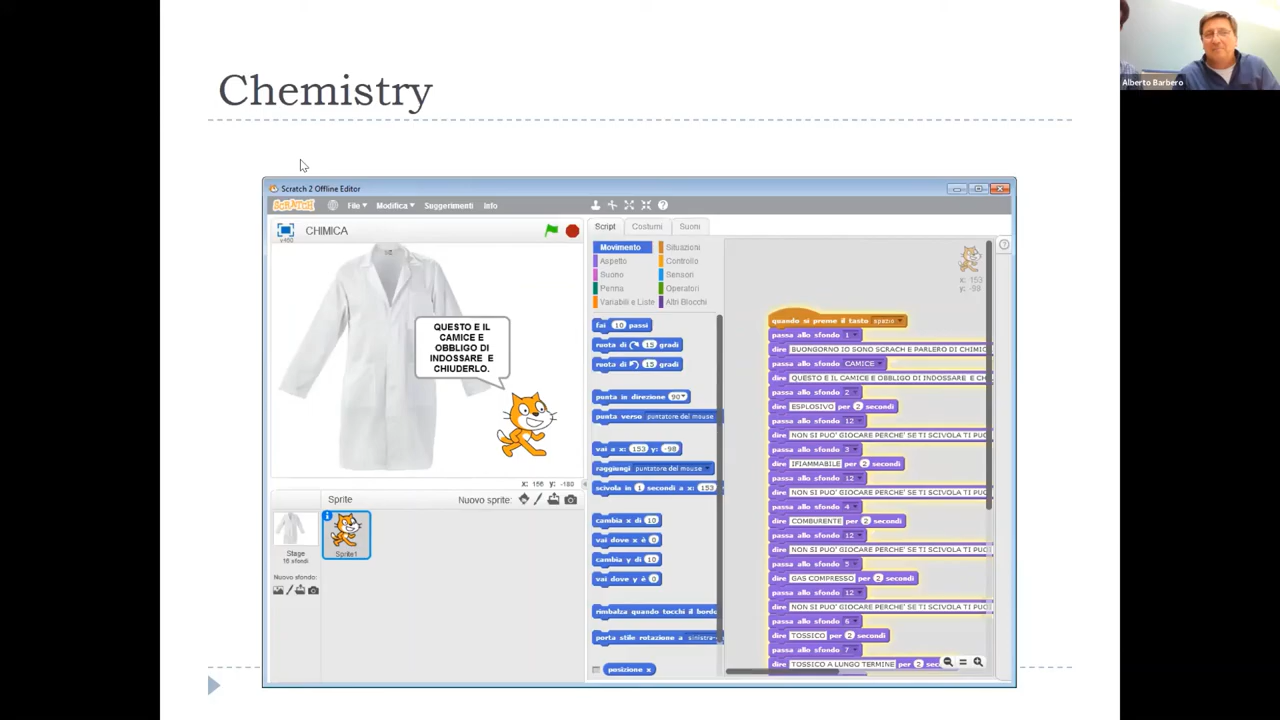 Chemistry
Alberto Barbero
Scratch 2 Offline Editor
SCRATCH File Modifica Suggerimenti Info
v460 CHIMICA
QUESTO E IL
CAMICE E
OBBLIGO DI
INDOSSARE E
CHIUDERLO.
x: 156 y: -180
Sprite Nuovo sprite:
Stage
16 sfondi
Sprite1
Nuovo sfondo:
Script Costumi Suoni
Movimento Situazioni
Aspetto Controllo
Suono Sensori
Penna Operatori
Variabili e Liste Altri Blocchi
fai 10 passi
ruota di 15 gradi
ruota di 15 gradi
punta in direzione 90
punta verso puntatore del mouse
vai a x: 153 y: -98
raggiungi puntatore del mouse
scivola in 1 secondi a x: 153
cambia x di 10
vai dove x è 0
cambia y di 10
vai dove y è 0
rimbalza quando tocchi il bordo
porta stile rotazione a sinistra-
posizione x
x: 153
y: -98
quando si preme il tasto spazio
passa allo sfondo 1
dire BUONGORNO IO SONO SCRACH E PARLERO DI CHIMIC
passa allo sfondo CAMICE
dire QUESTO E IL CAMICE E OBBLIGO DI INDOSSARE E CH
passa allo sfondo 2
dire ESPLOSIVO per 2 secondi
passa allo sfondo 12
dire NON SI PUO' GIOCARE PERCHE' SE TI SCIVOLA TI PUO
passa allo sfondo 3
dire IFIAMMABILE per 2 secondi
passa allo sfondo 12
dire NON SI PUO' GIOCARE PERCHE' SE TI SCIVOLA TI PUO
passa allo sfondo 4
dire COMBURENTE per 2 secondi
passa allo sfondo 12
dire NON SI PUO' GIOCARE PERCHE' SE TI SCIVOLA TI PUO
passa allo sfondo 5
dire GAS COMPRESSO per 2 secondi
passa allo sfondo 12
dire NON SI PUO' GIOCARE PERCHE' SE TI SCIVOLA TI PUO
passa allo sfondo 6
dire TOSSICO per 2 secondi
passa allo sfondo 7
dire TOSSICO A LUNGO TERMINE per 2